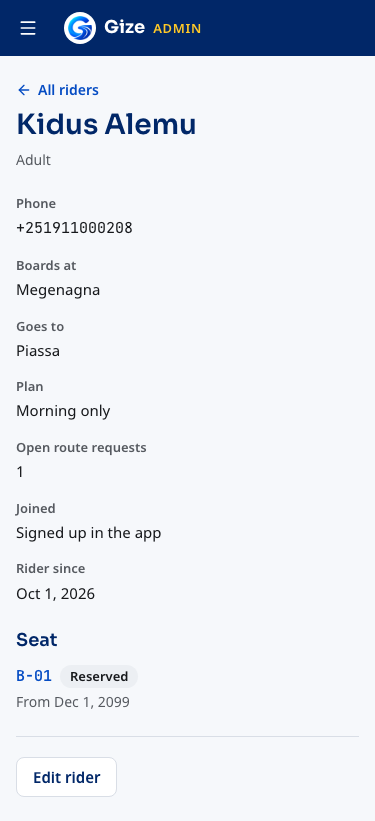 Gize ADMIN
← All riders
Kidus Alemu
Adult
Phone
+251911000208
Boards at
Megenagna
Goes to
Piassa
Plan
Morning only
Open route requests
1
Joined
Signed up in the app
Rider since
Oct 1, 2026
Seat
B-01 Reserved
From Dec 1, 2099
Edit rider